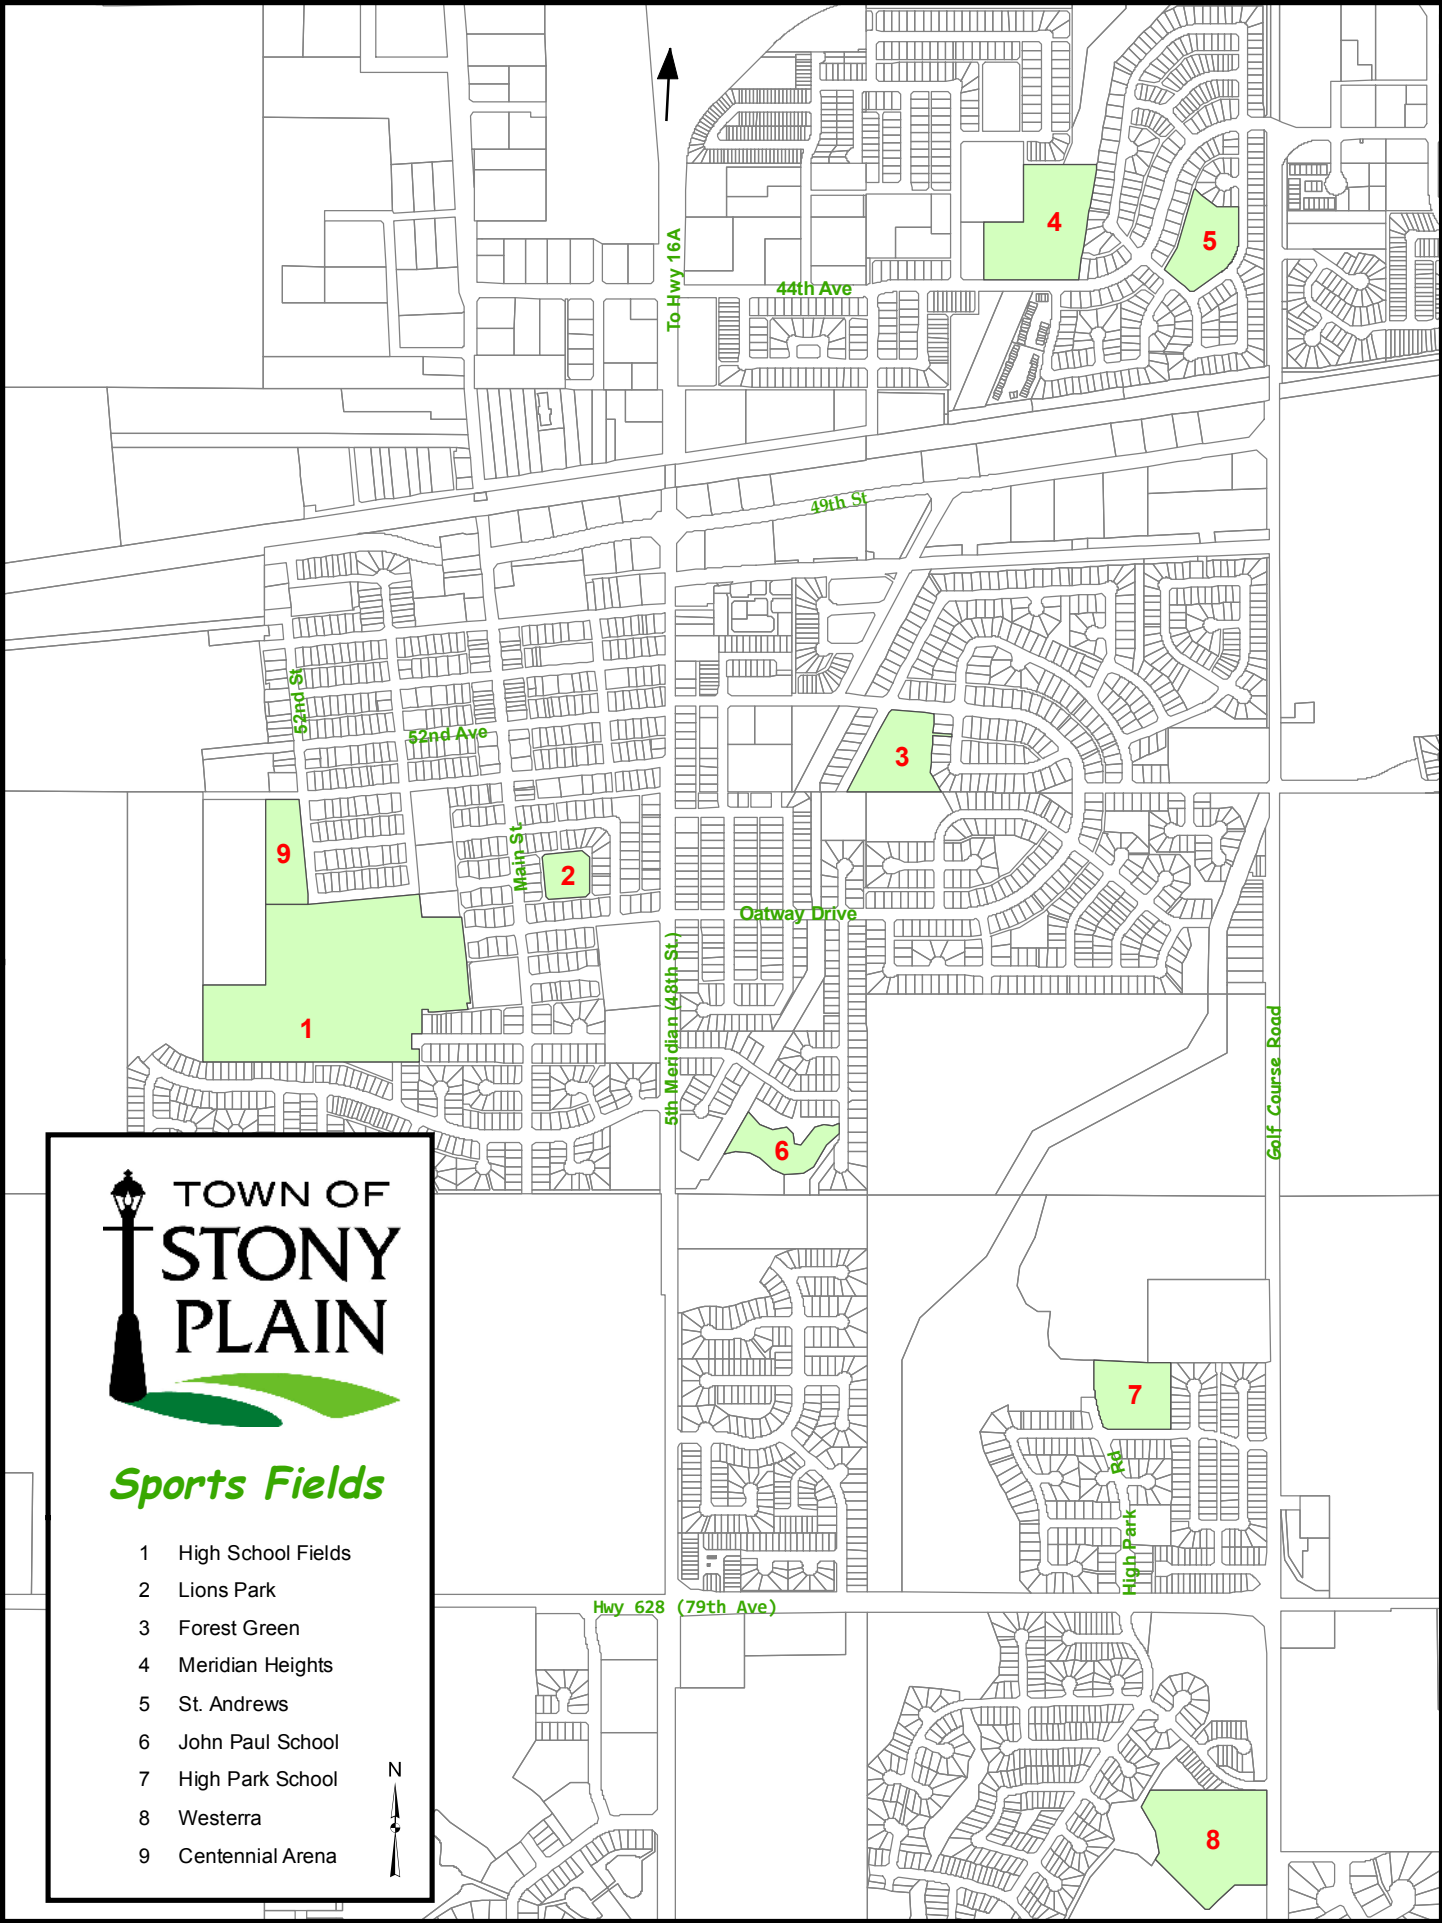 4
5
To Hwy 16A
44th Ave
49th St
52nd St
52nd Ave
3
9
Main St.
2
Oatway Drive
5th Meridian (48th St.)
1
Golf Course Road
6
TOWN OF
STONY
PLAIN
7
High Park Rd
Sports Fields
1 High School Fields
2 Lions Park
3 Forest Green
4 Meridian Heights
5 St. Andrews
6 John Paul School
7 High Park School
8 Westerra
9 Centennial Arena
N
Hwy 628 (79th Ave)
8